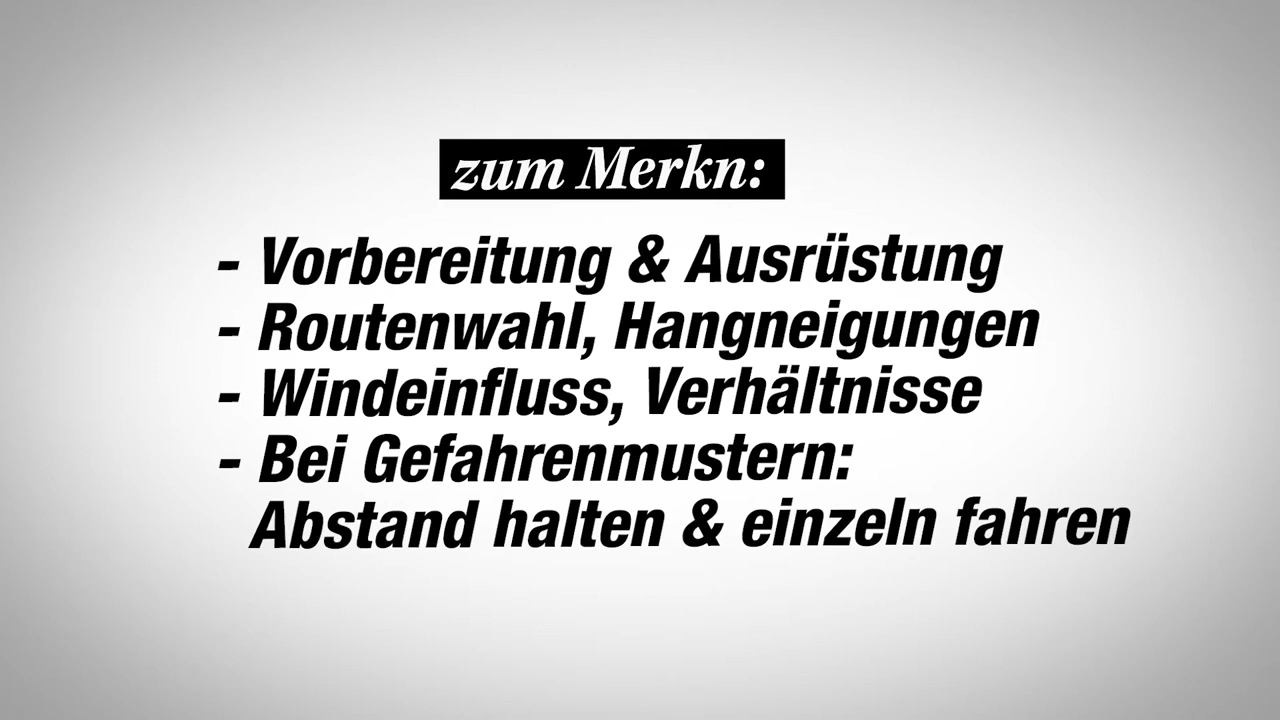 zum Merkn:
- Vorbereitung & Ausrüstung
- Routenwahl, Hangneigungen
- Windeinfluss, Verhältnisse
- Bei Gefahrenmustern:
Abstand halten & einzeln fahren